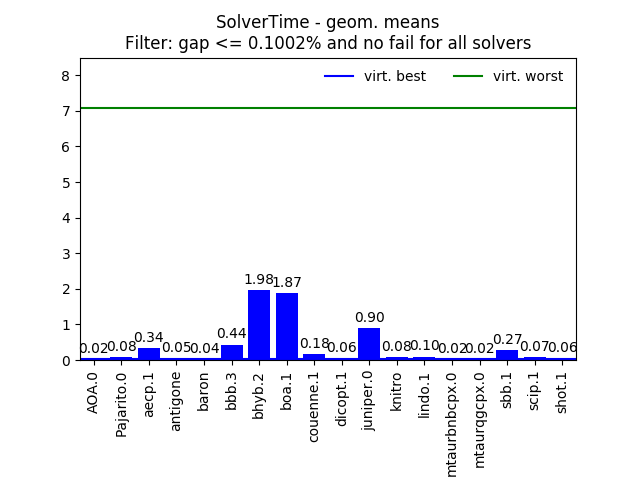 SolverTime - geom. means
Filter: gap <= 0.1002% and no fail for all solvers
virt. best
virt. worst
8
7
6
5
4
3
2
1
0
0.02
0.08
0.34
0.05
0.04
0.44
1.98
1.87
0.18
0.06
0.90
0.08
0.10
0.02
0.02
0.27
0.07
0.06
AOA.0
Pajarito.0
aecp.1
antigone
baron
bbb.3
bhyb.2
boa.1
couenne.1
dicopt.1
juniper.0
knitro
lindo.1
mtaurbnbcpx.0
mtaurqgcpx.0
sbb.1
scip.1
shot.1